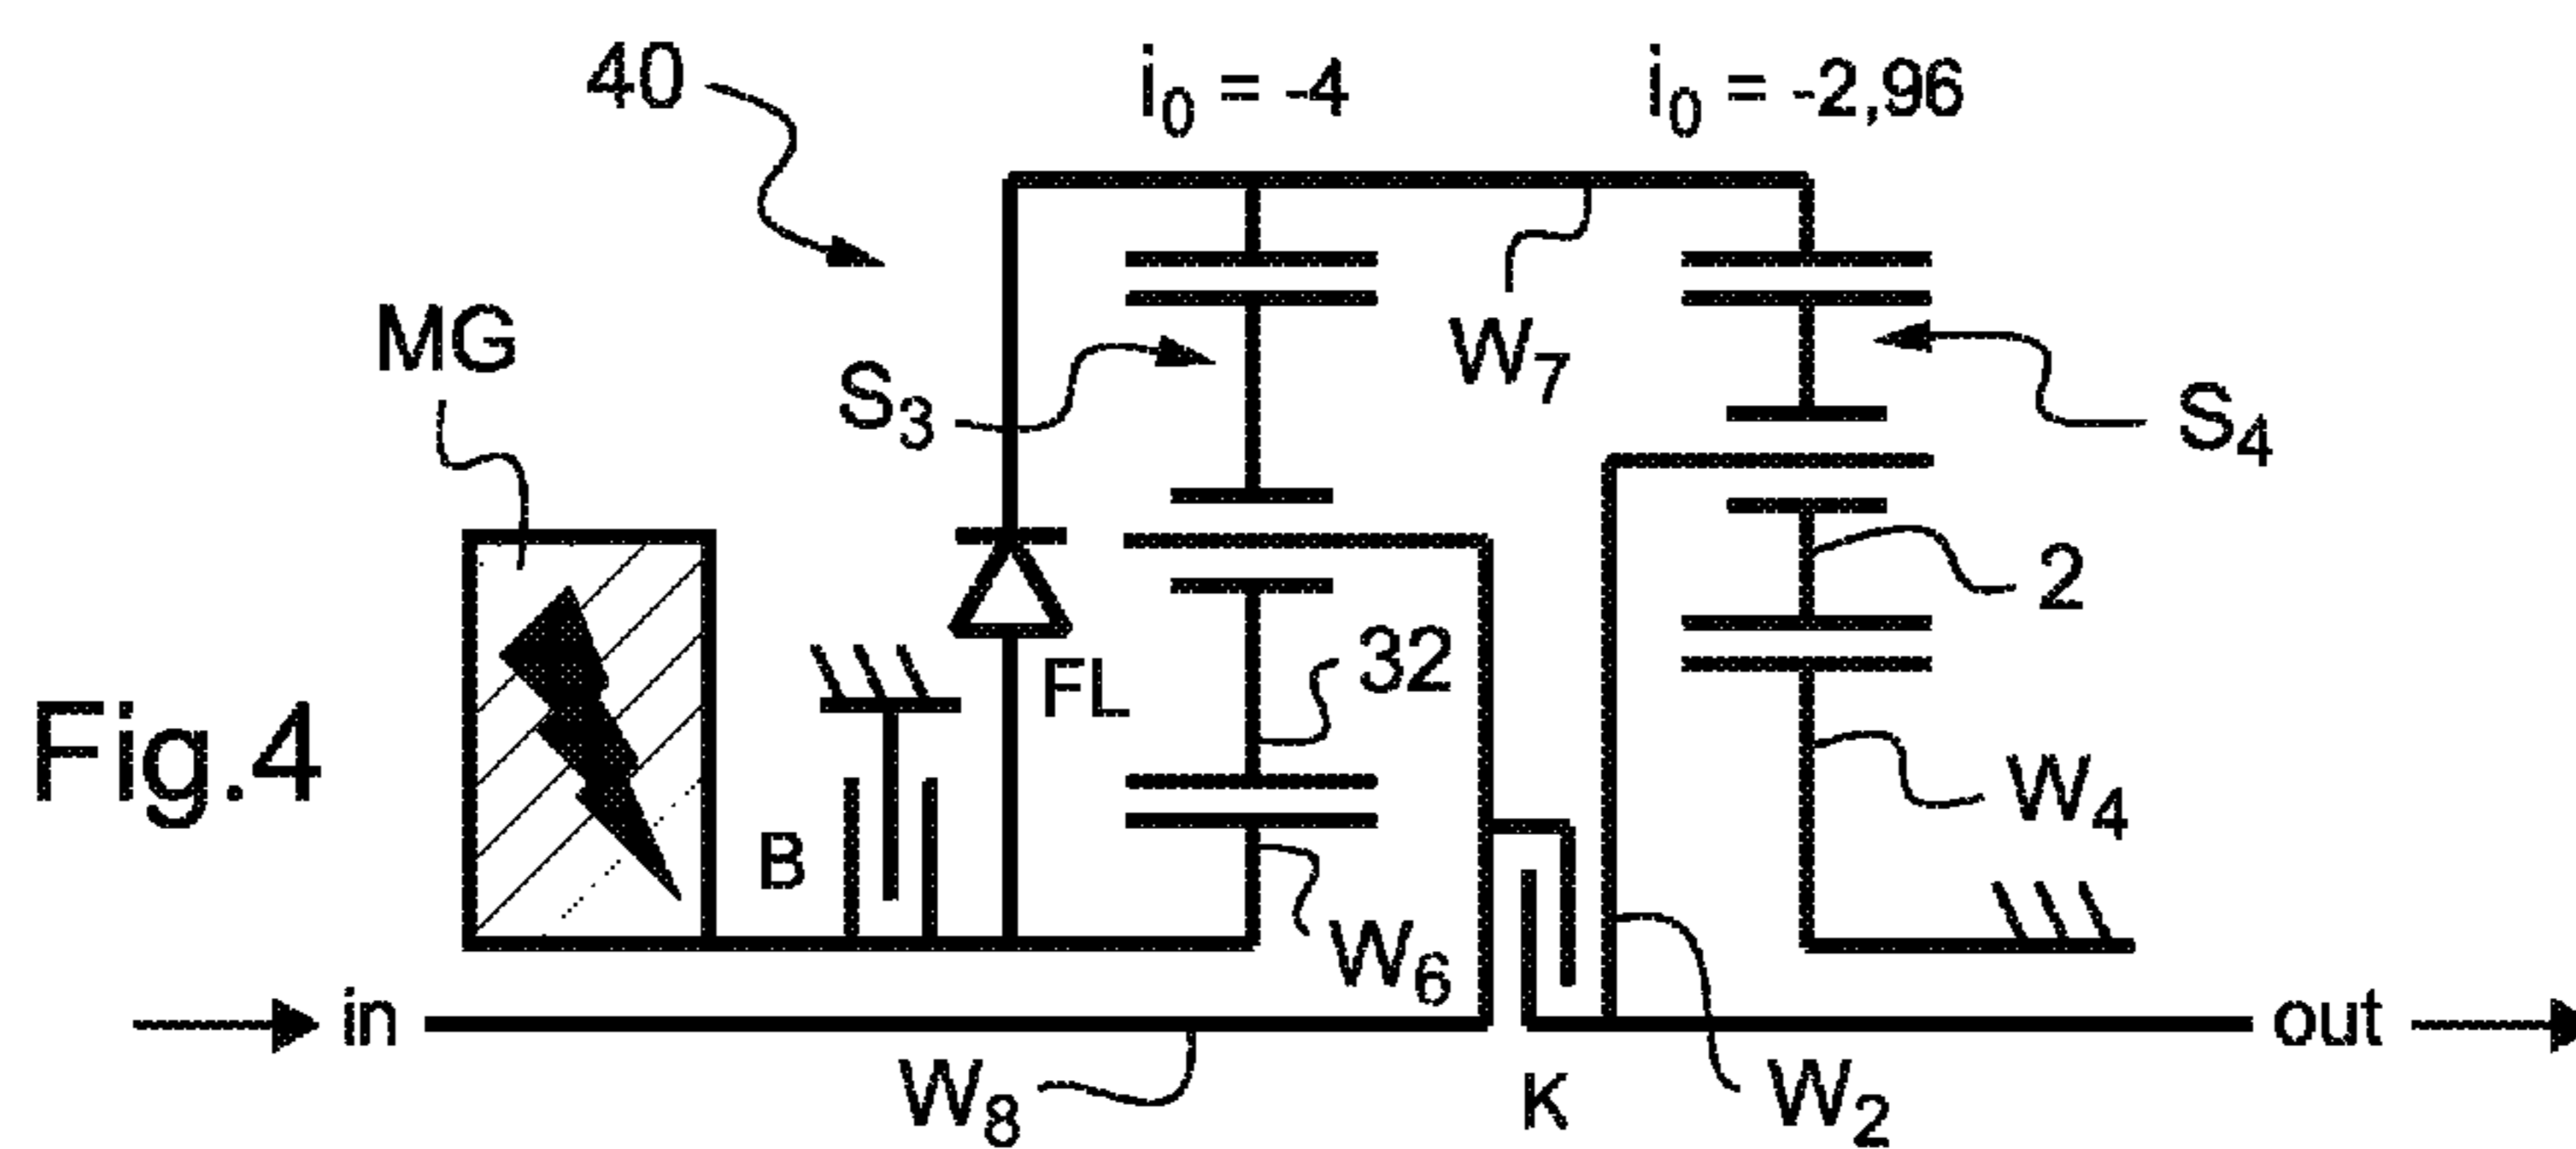 40
i₀ = -4
i₀ = -2,96
MG
S₃
W₇
S₄
2
FL
32
Fig.4
B
W₄
W₆
in
out
W₈
K
W₂